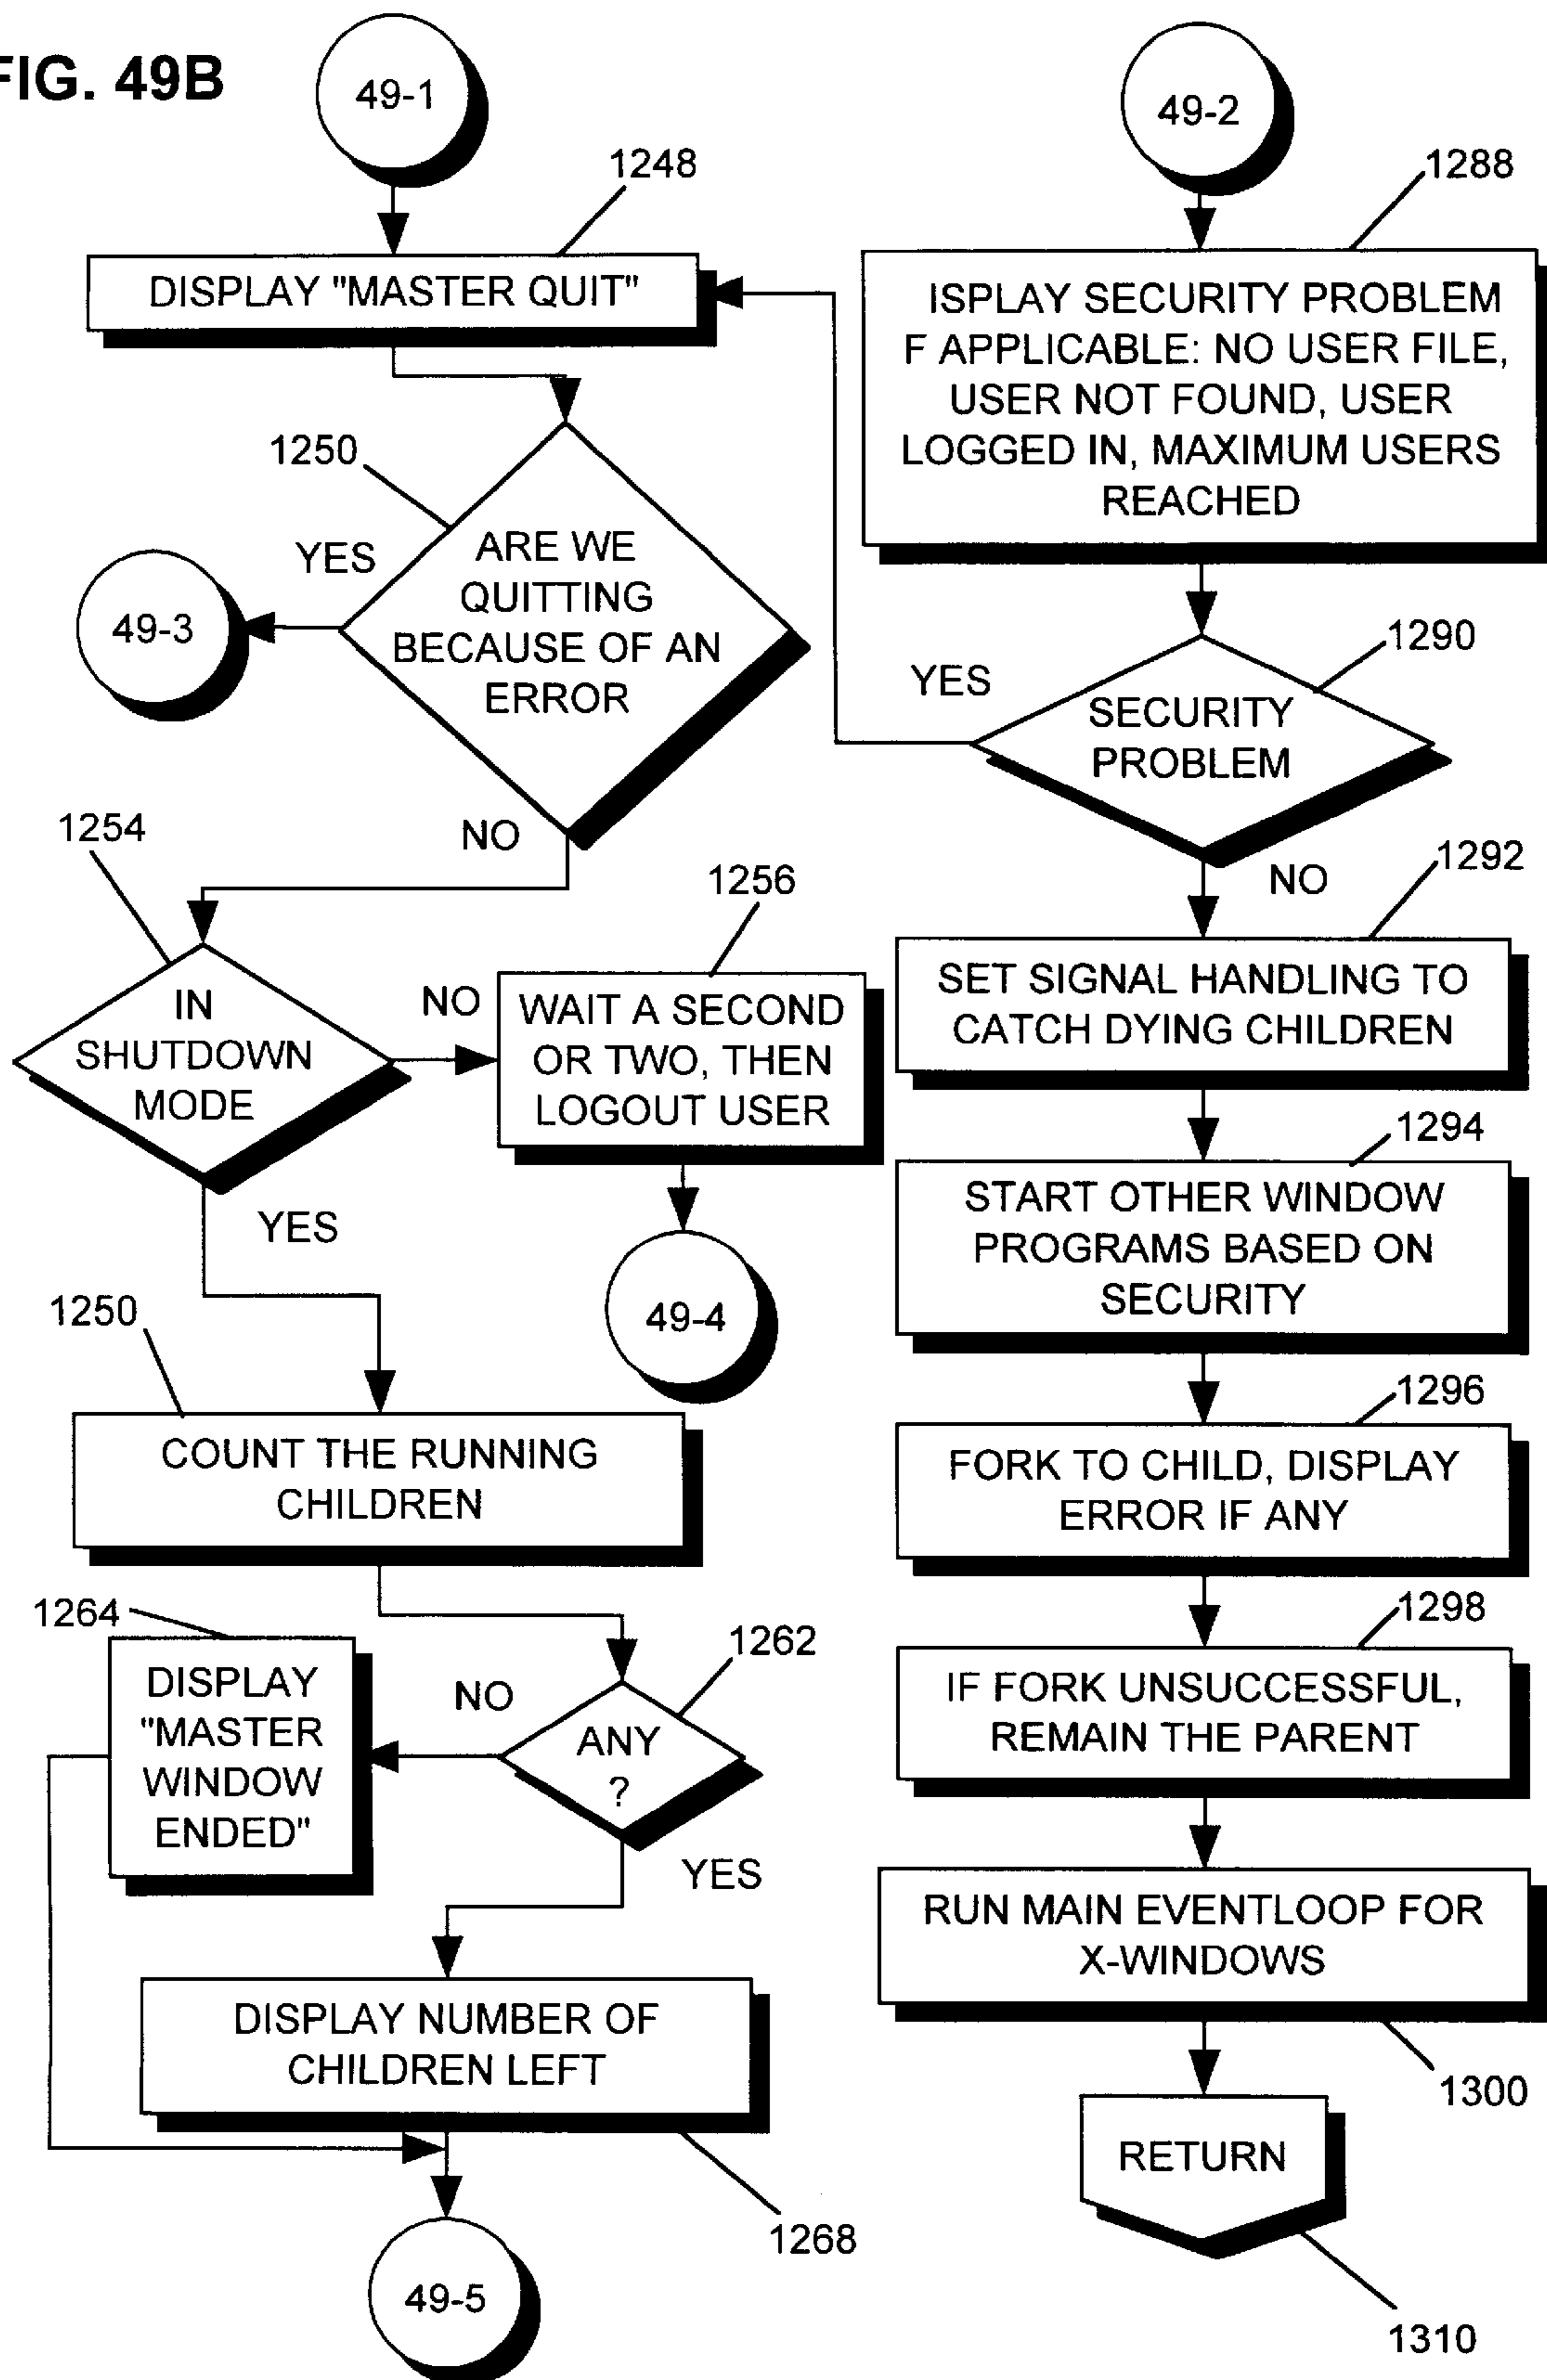 FIG. 49B
49-1
1248
DISPLAY "MASTER QUIT"
1250
ARE WE
QUITTING
BECAUSE OF AN
ERROR
YES
49-3
NO
1254
IN
SHUTDOWN
MODE
NO
1256
WAIT A SECOND
OR TWO, THEN
LOGOUT USER
49-4
YES
1250
COUNT THE RUNNING
CHILDREN
1262
ANY
?
NO
1264
DISPLAY
"MASTER
WINDOW
ENDED"
YES
DISPLAY NUMBER OF
CHILDREN LEFT
1268
49-5
49-2
1288
ISPLAY SECURITY PROBLEM
F APPLICABLE: NO USER FILE,
USER NOT FOUND, USER
LOGGED IN, MAXIMUM USERS
REACHED
1290
SECURITY
PROBLEM
YES
NO
1292
SET SIGNAL HANDLING TO
CATCH DYING CHILDREN
1294
START OTHER WINDOW
PROGRAMS BASED ON
SECURITY
1296
FORK TO CHILD, DISPLAY
ERROR IF ANY
1298
IF FORK UNSUCCESSFUL,
REMAIN THE PARENT
RUN MAIN EVENTLOOP FOR
X-WINDOWS
1300
RETURN
1310